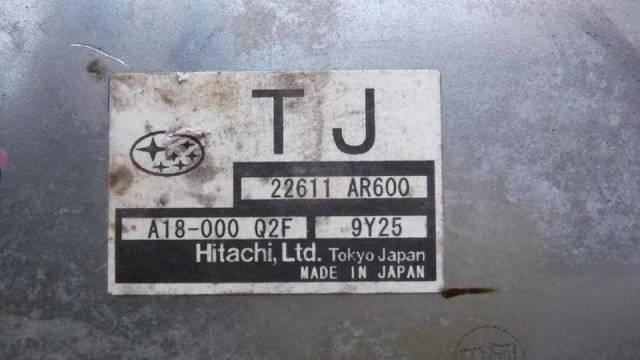 TJ
22611 AR600
A18-000 Q2F 9Y25
Hitachi, Ltd. Tokyo Japan
MADE IN JAPAN